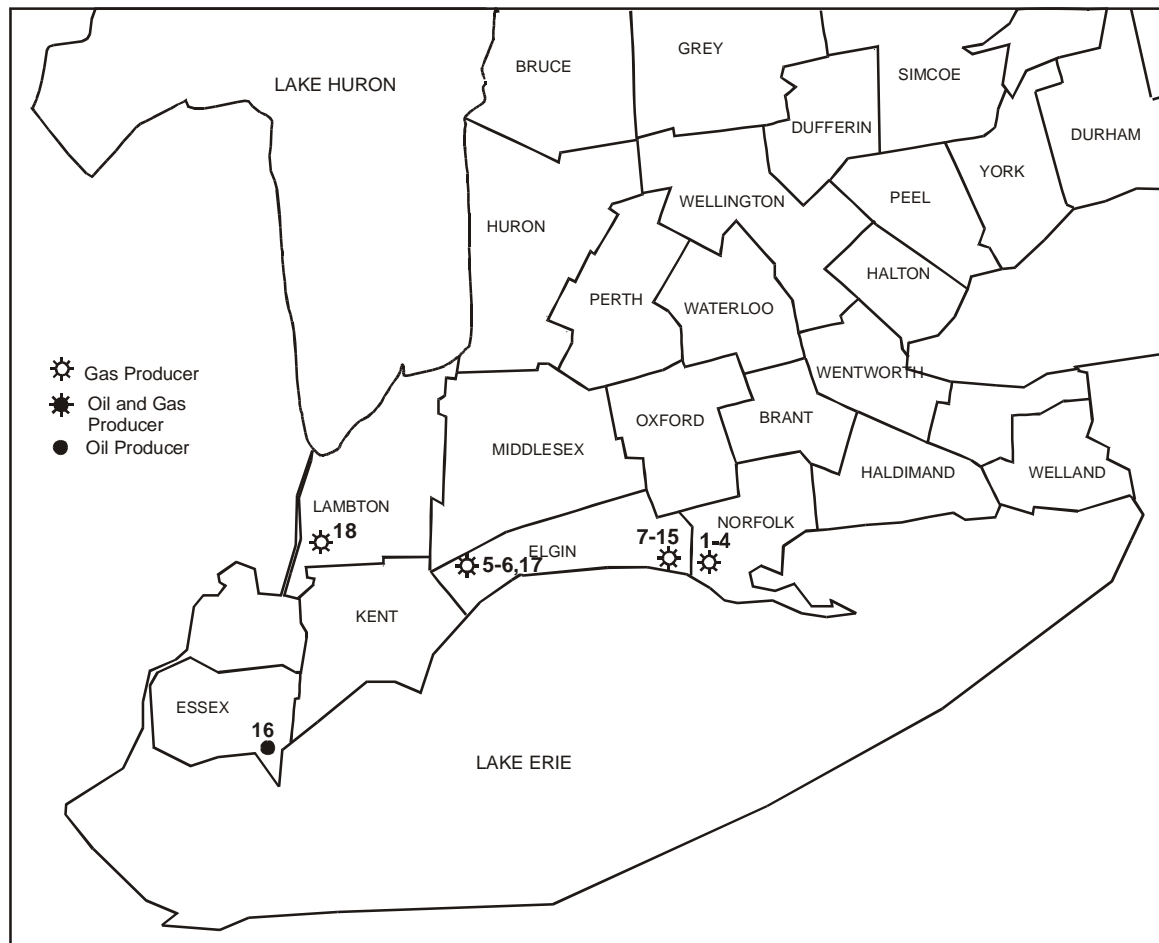 LAKE HURON
BRUCE
GREY
SIMCOE
DUFFERIN
DURHAM
YORK
WELLINGTON
PEEL
HURON
HALTON
PERTH
WATERLOO
Gas Producer
Oil and Gas
Producer
Oil Producer
WENTWORTH
OXFORD
BRANT
MIDDLESEX
HALDIMAND
WELLAND
LAMBTON
18
NORFOLK
7-15
1-4
ELGIN
5-6,17
KENT
ESSEX
16
LAKE ERIE